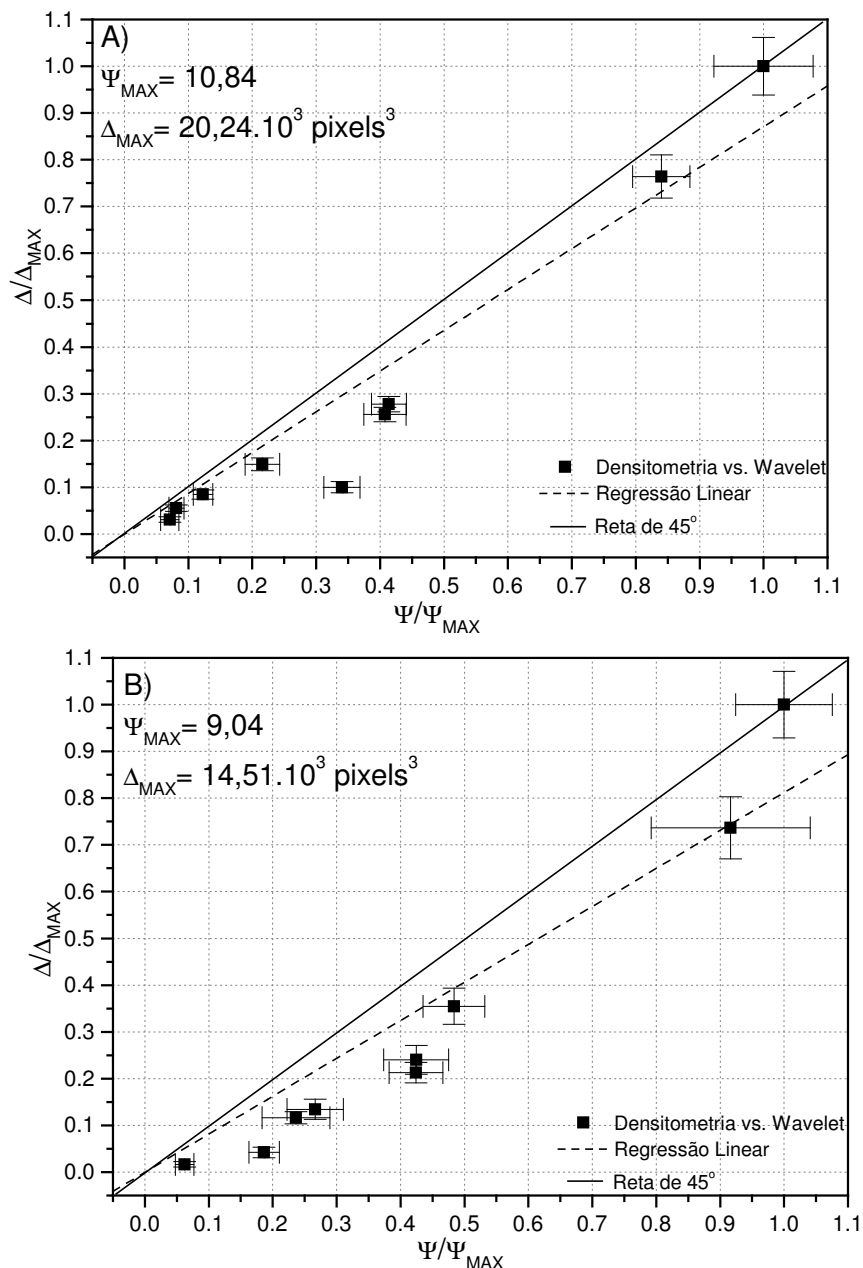 A)
Ψ_MAX = 10,84
Δ_MAX = 20,24.10³ pixels³
1.0
0.9
0.8
0.7
0.6
0.5
0.4
0.3
0.2
0.1
0.0
Δ/Δ_MAX
Densitometria vs. Wavelet
Regressão Linear
Reta de 45°
0.0 0.1 0.2 0.3 0.4 0.5 0.6 0.7 0.8 0.9 1.0 1.1
Ψ/Ψ_MAX
B)
Ψ_MAX = 9,04
Δ_MAX = 14,51.10³ pixels³
1.1
1.0
0.9
0.8
0.7
0.6
0.5
0.4
0.3
0.2
0.1
0.0
Δ/Δ_MAX
Densitometria vs. Wavelet
Regressão Linear
Reta de 45°
0.0 0.1 0.2 0.3 0.4 0.5 0.6 0.7 0.8 0.9 1.0 1.1
Ψ/Ψ_MAX